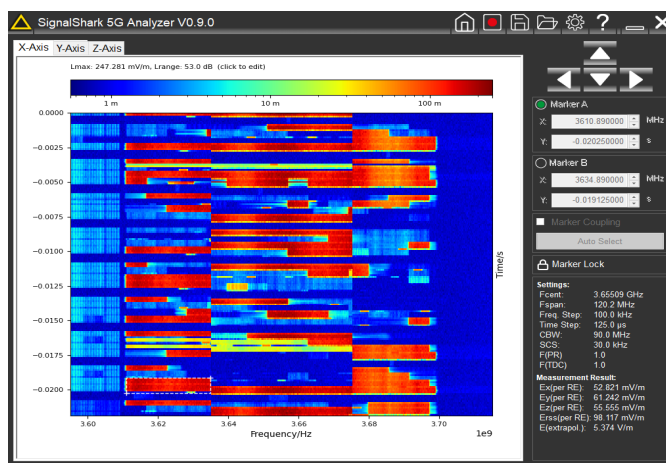 SignalShark 5G Analyzer V0.9.0
X-Axis Y-Axis Z-Axis
Lmax: 247.281 mV/m, Lrange: 53.0 dB (click to edit)
1 m 10 m 100 m
0.0000
−0.0025
−0.0050
−0.0075
−0.0100
−0.0125
−0.0150
−0.0175
−0.0200
Time/s
3.60 3.61 3.64 3.66 3.68 3.70
Frequency/Hz
1e9
Marker A
X: 3610.890000 MHz
Y: -0.020250000 s
Marker B
X: 3634.890000 MHz
Y: -0.019125000 s
Marker Coupling
Auto Select
Marker Lock
Settings:
Fcent: 3.65509 GHz
Fspan: 120.2 MHz
Freq. Step: 100.0 kHz
Time Step: 125.0 µs
CBW: 90.0 MHz
SCS: 30.0 kHz
F(PR) 1.0
F(TDC) 1.0
Measurement Result:
Ex(per RE): 52.821 mV/m
Ey(per RE): 61.242 mV/m
Ez(per RE): 55.555 mV/m
Erss(per RE): 98.117 mV/m
E(extrapol.): 5.374 V/m